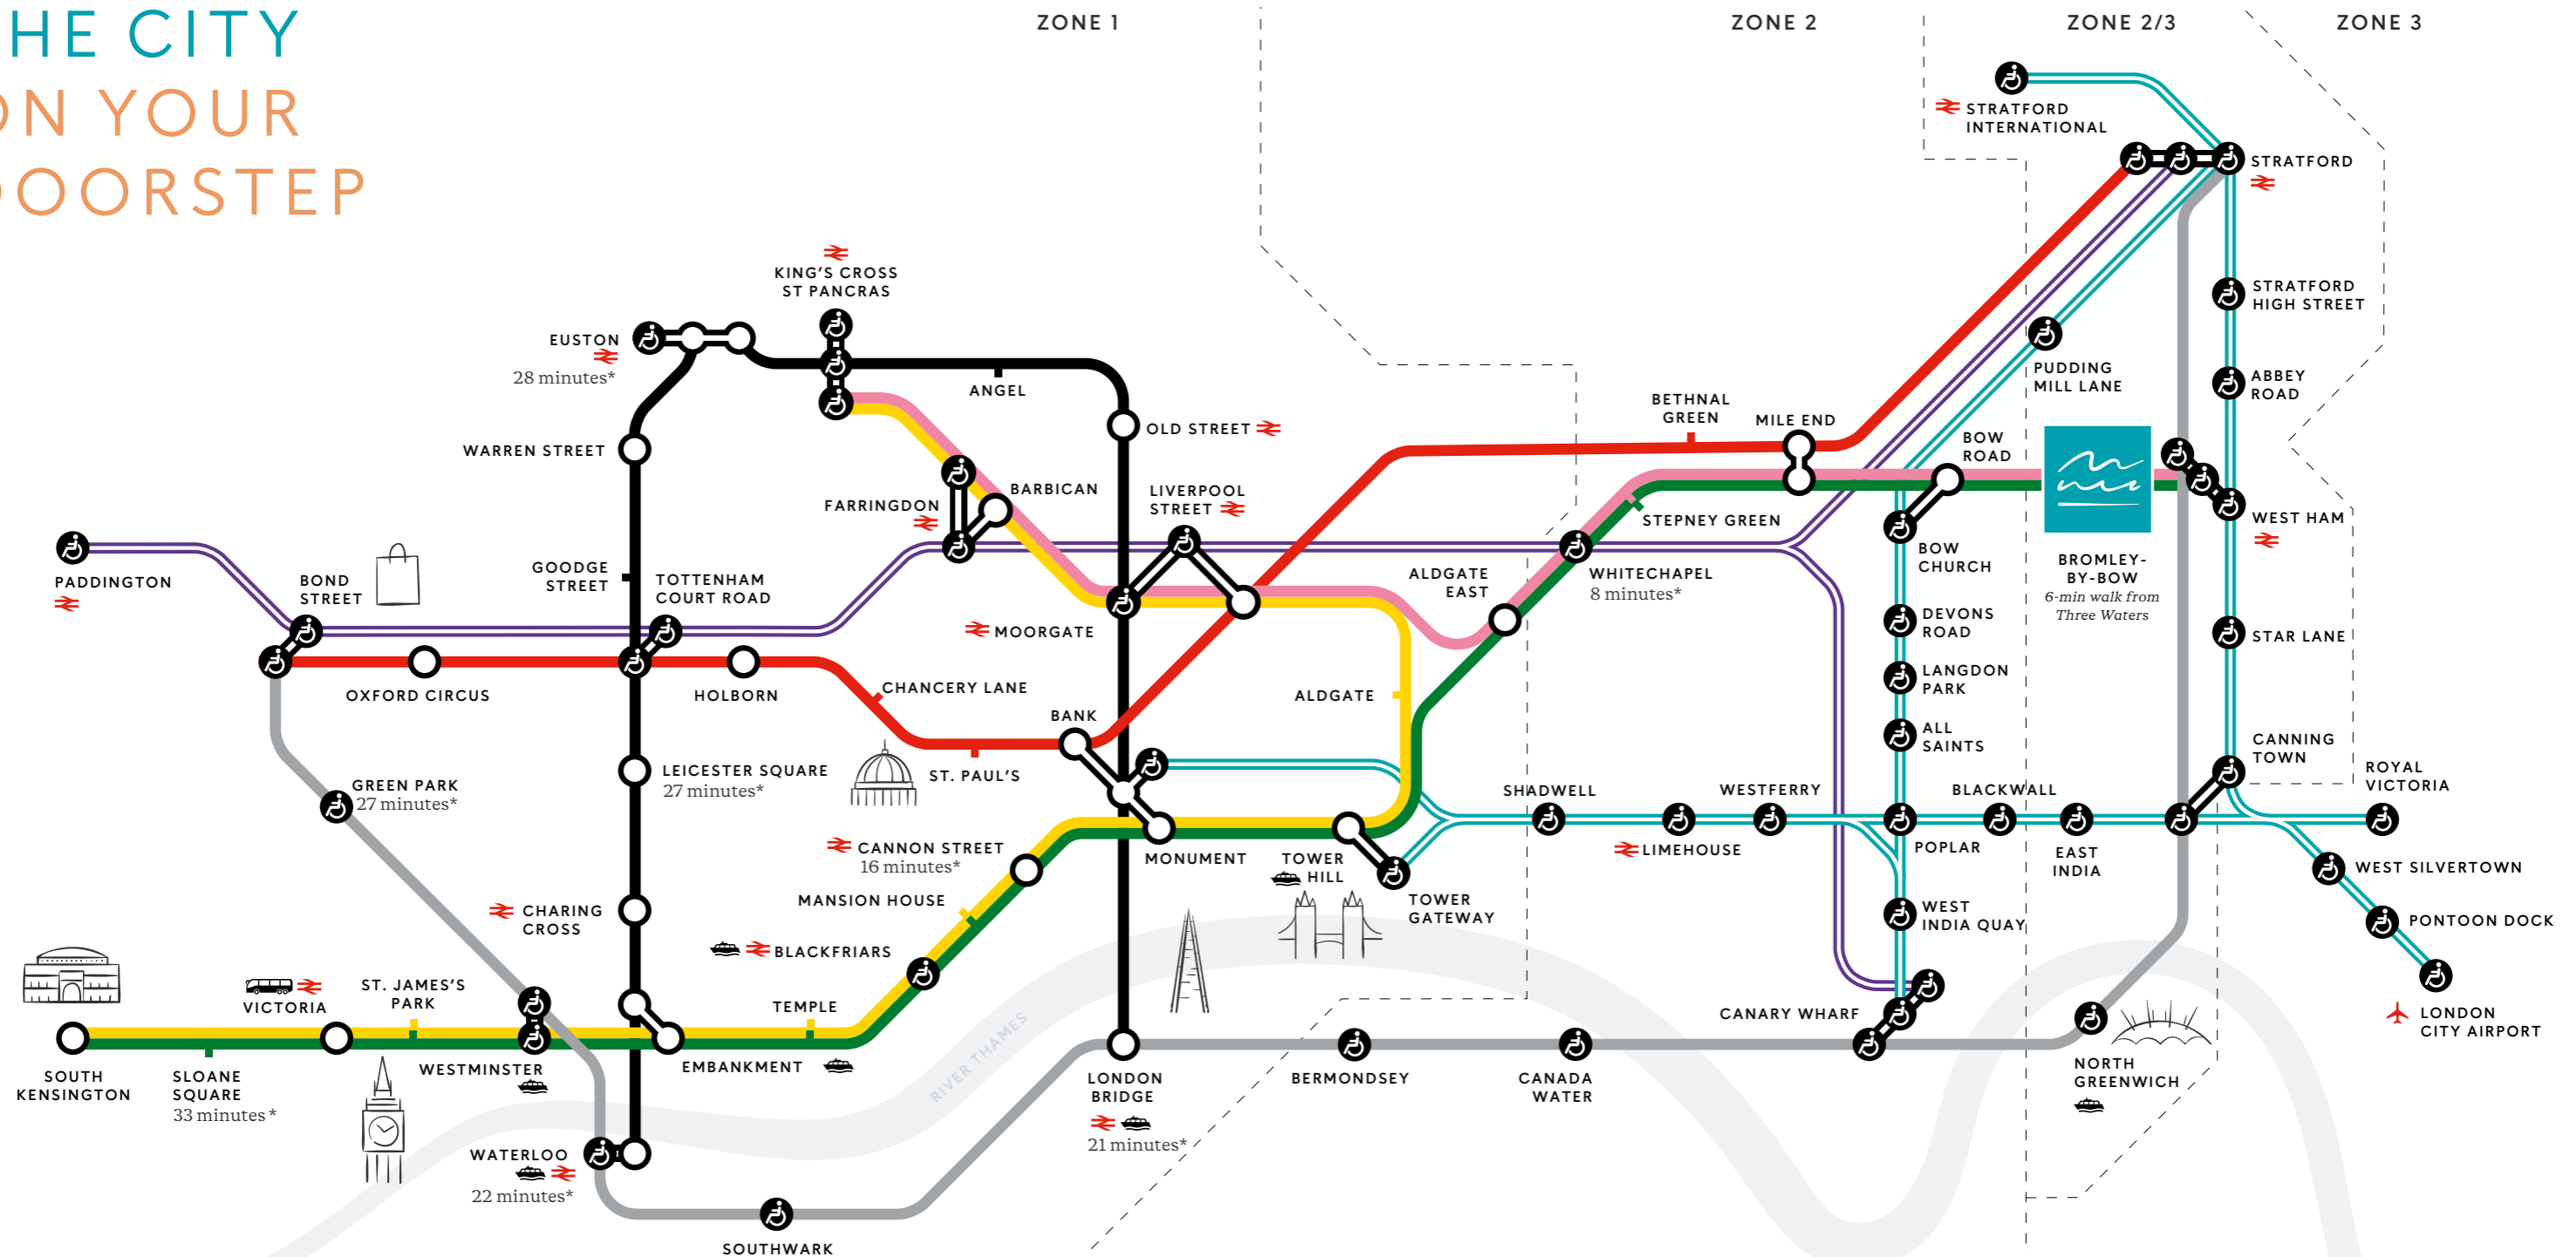 HE CITY
ON YOUR
DOORSTEP
ZONE 1
ZONE 2
ZONE 2/3
ZONE 3
STRATFORD
INTERNATIONAL
STRATFORD
STRATFORD
HIGH STREET
PUDDING
MILL LANE
ABBEY
ROAD
KING'S CROSS
ST PANCRAS
EUSTON
28 minutes*
ANGEL
OLD STREET
WARREN STREET
BETHNAL
GREEN
MILE END
BOW
ROAD
BARBICAN
FARRINGDON
LIVERPOOL
STREET
STEPNEY GREEN
WEST HAM
BOW
CHURCH
BROMLEY-
BY-BOW
6-min walk from
Three Waters
PADDINGTON
BOND
STREET
GOODGE
STREET
TOTTENHAM
COURT ROAD
ALDGATE
EAST
WHITECHAPEL
8 minutes*
MOORGATE
DEVONS
ROAD
STAR LANE
OXFORD CIRCUS
HOLBORN
CHANCERY LANE
ALDGATE
LANGDON
PARK
BANK
ST. PAUL'S
ALL
SAINTS
CANNING
TOWN
ROYAL
VICTORIA
GREEN PARK
27 minutes*
LEICESTER SQUARE
27 minutes*
SHADWELL
WESTFERRY
BLACKWALL
LIMEHOUSE
POPLAR
EAST
INDIA
CANNON STREET
16 minutes*
MONUMENT
TOWER
HILL
TOWER
GATEWAY
WEST SILVERTOWN
MANSION HOUSE
CHARING
CROSS
WEST
INDIA QUAY
PONTOON DOCK
BLACKFRIARS
VICTORIA
ST. JAMES'S
PARK
TEMPLE
CANARY WHARF
LONDON
CITY AIRPORT
SOUTH
KENSINGTON
SLOANE
SQUARE
33 minutes *
WESTMINSTER
EMBANKMENT
RIVER THAMES
LONDON
BRIDGE
21 minutes*
BERMONDSEY
CANADA
WATER
NORTH
GREENWICH
WATERLOO
22 minutes*
SOUTHWARK